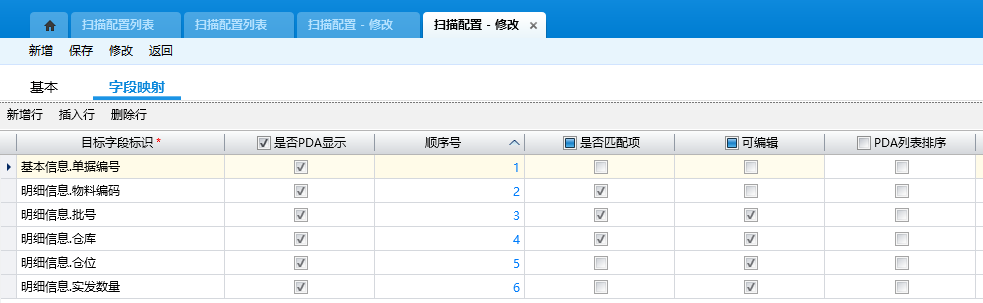 扫描配置列表 扫描配置列表 扫描配置 - 修改 扫描配置 - 修改 ×
新增 保存 修改 返回
基本 字段映射
新增行 插入行 删除行
目标字段标识 * 是否PDA显示 顺序号 是否匹配项 可编辑 PDA列表排序
基本信息.单据编号 1
明细信息.物料编码 2
明细信息.批号 3
明细信息.仓库 4
明细信息.仓位 5
明细信息.实发数量 6